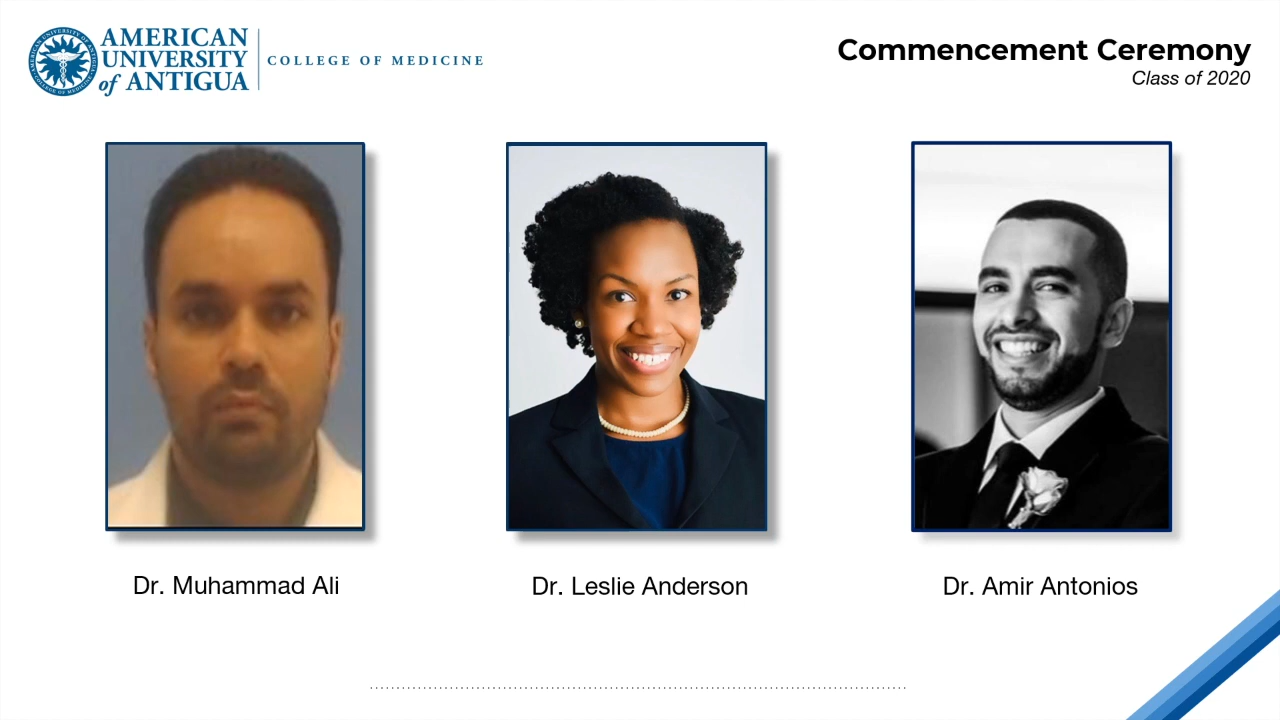 AMERICAN
UNIVERSITY
of ANTIGUA
COLLEGE OF MEDICINE
Commencement Ceremony
Class of 2020
Dr. Muhammad Ali
Dr. Leslie Anderson
Dr. Amir Antonios